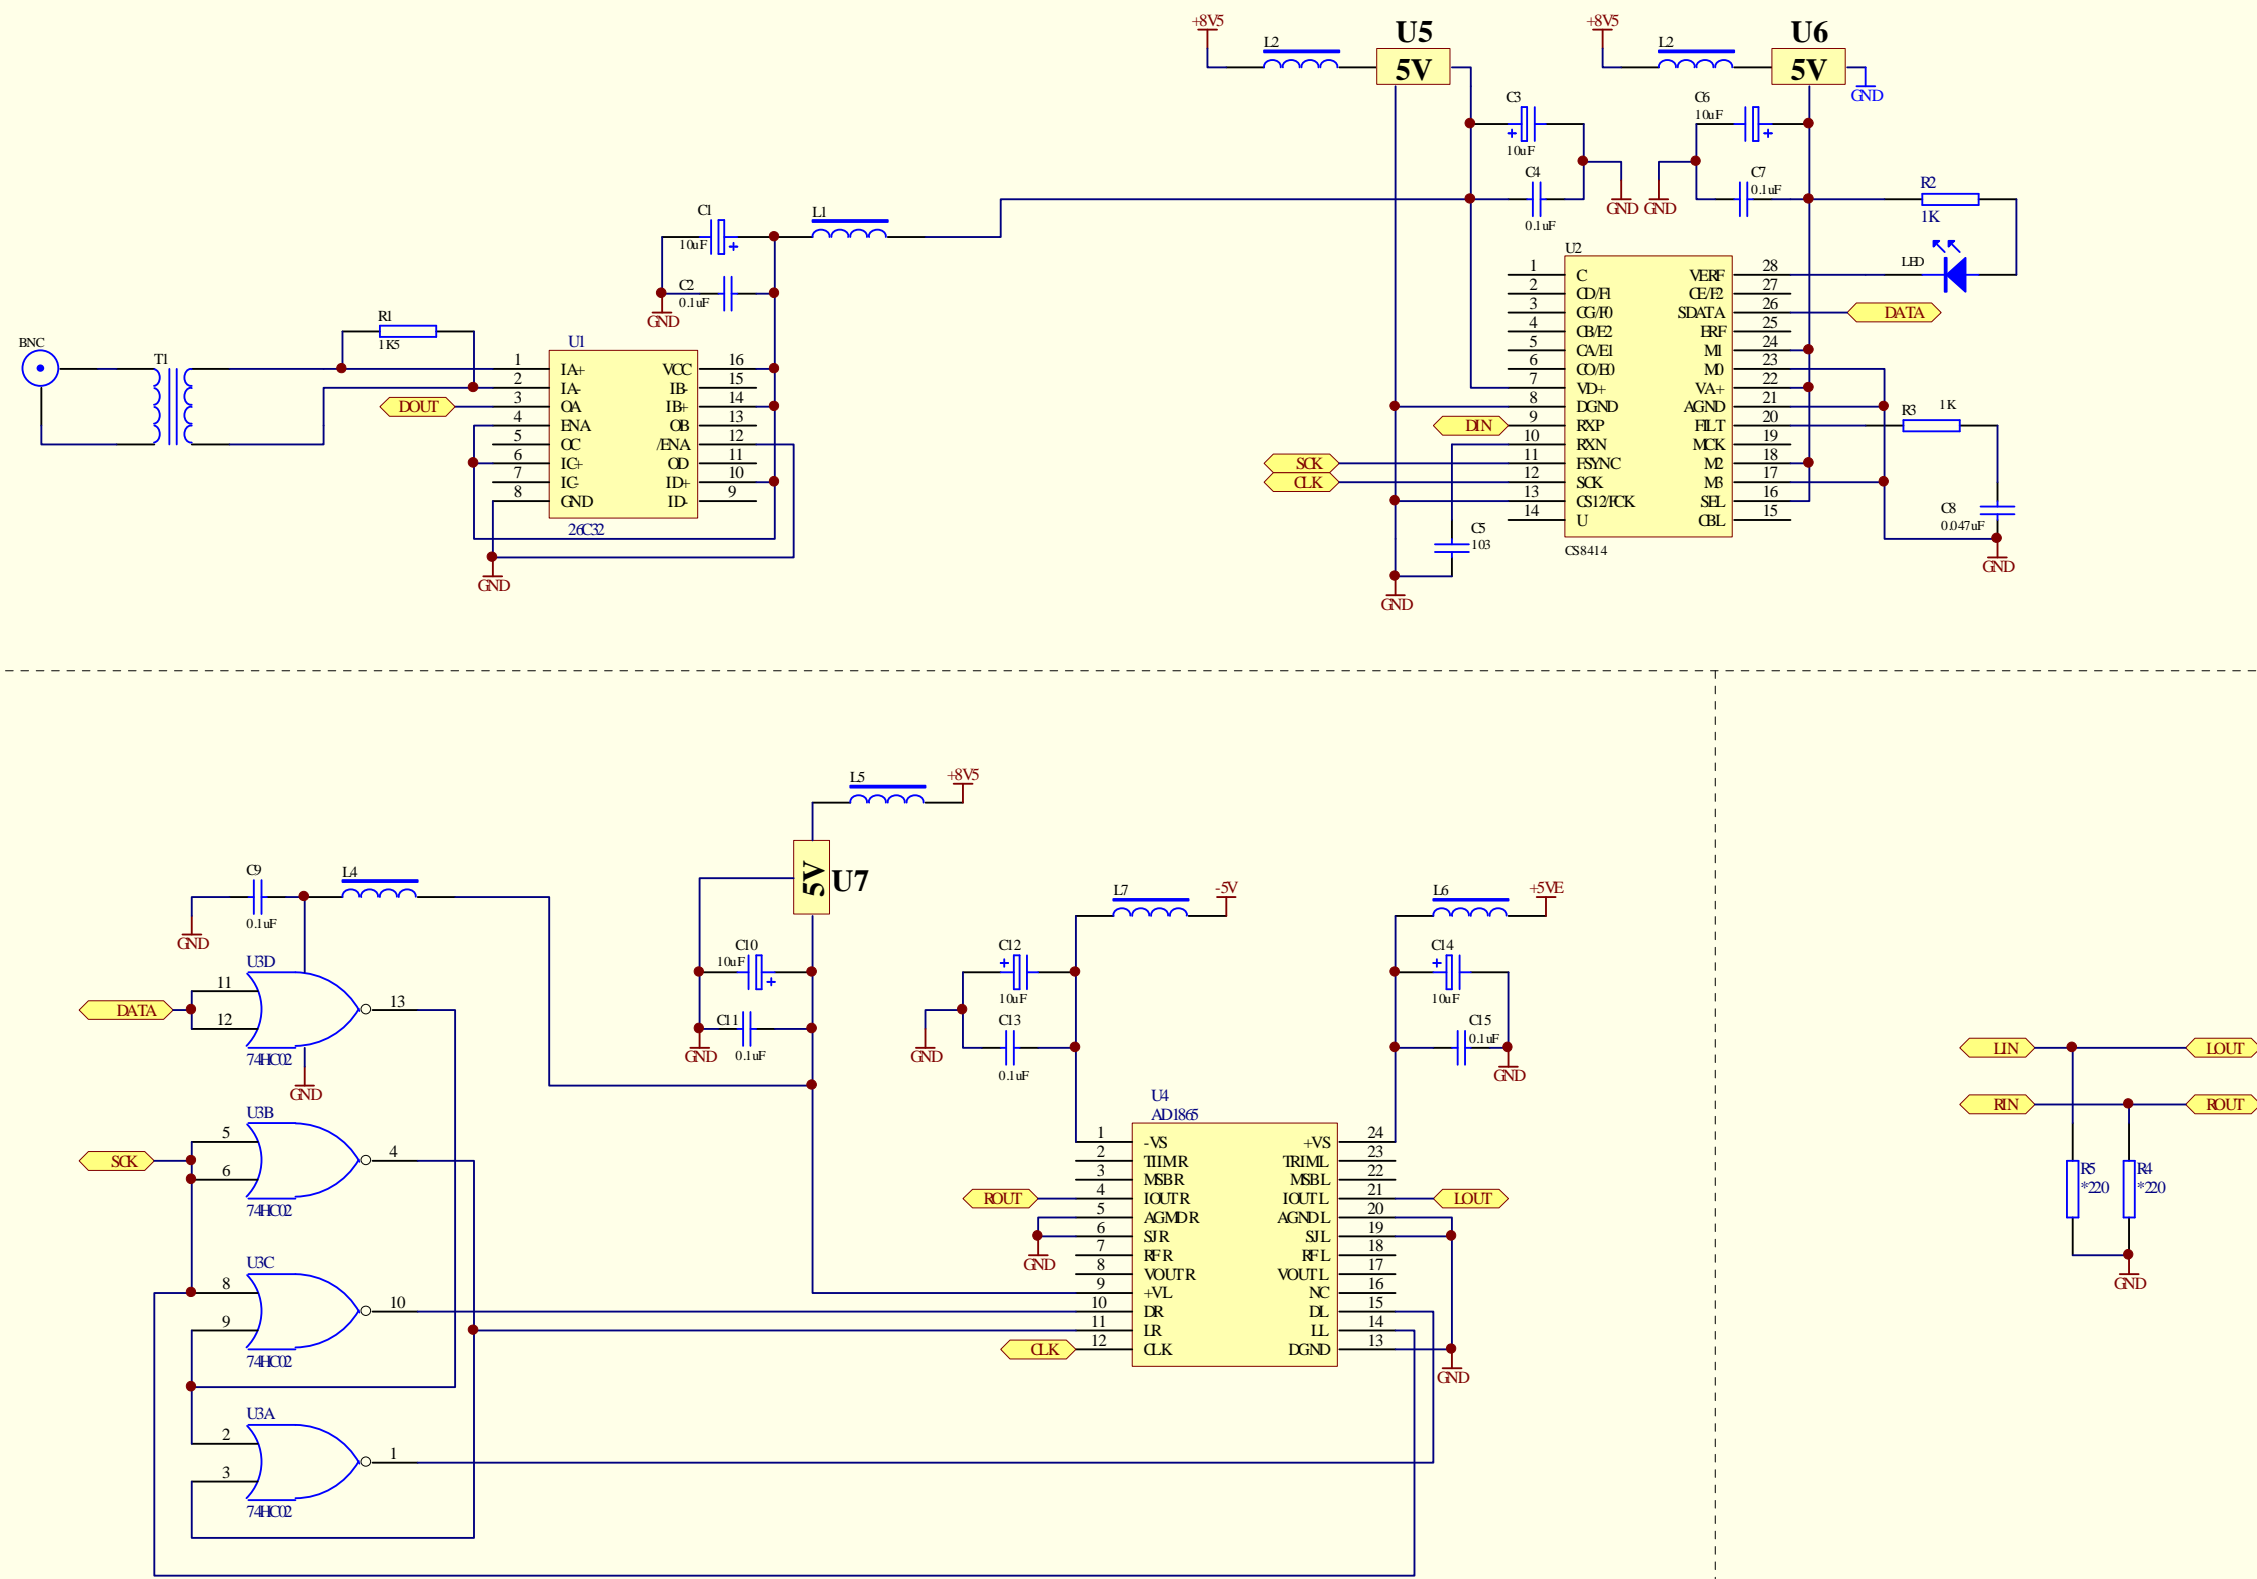 +8V5
L2
U5
5V
+8V5
L2
U6
5V
GND
C3
10uF
C4
0.1uF
GND
GND
C6
10uF
C7
0.1uF
R2
1K
LED
C1
10uF
C2
0.1uF
GND
L1
BNC
T1
R1
1K5
DOUT
U1
1 IA+ VCC 16
2 IA- IB- 15
3 OA IB+ 14
4 ENA OB 13
5 OC /ENA 12
6 IC+ OD 11
7 IC- ID+ 10
8 GND ID- 9
26C32
GND
U2
1 C VERF 28
2 CD/F1 CE/F2 27
3 CG/F0 SDATA 26
4 CB/E2 ERF 25
5 CA/E1 M1 24
6 CO/E0 M0 23
7 VD+ VA+ 22
8 DGND AGND 21
9 RXP FILT 20
10 RXN MCK 19
11 FSYNC M2 18
12 SCK M3 17
13 CS12/FCK SEL 16
14 U CBL 15
CS8414
DATA
DIN
SCK
CLK
C5
103
GND
R3
1K
C8
0.047uF
GND
L5
+8V5
5V
U7
C9
0.1uF
GND
L4
C10
10uF
C11
0.1uF
GND
L7
-5V
C12
10uF
C13
0.1uF
GND
L6
+5VE
C14
10uF
C15
0.1uF
GND
U3D
DATA
11
12
13
74HC02
GND
U3B
SCK
5
6
4
74HC02
U3C
8
9
10
74HC02
U3A
2
3
1
74HC02
U4
AD1865
1 -VS +VS 24
2 TIIMR TRIML 23
3 MSBR MSBL 22
4 IOUTR IOUTL 21
5 AGMDR AGNDL 20
6 SJR SJL 19
7 RFR RFL 18
8 VOUTR VOUTL 17
9 +VL NC 16
10 DR DL 15
11 LR LL 14
12 CLK DGND 13
ROUT
GND
CLK
LOUT
GND
LIN
LOUT
RIN
ROUT
R5
*220
R4
*220
GND